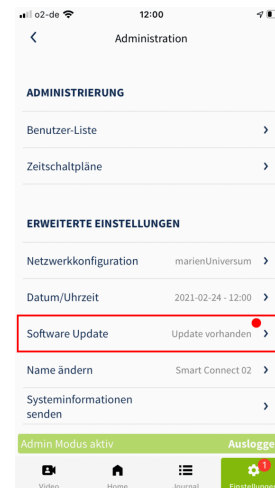 o2-de 12:00
Administration
ADMINISTRIERUNG
Benutzer-Liste
Zeitschaltpläne
ERWEITERTE EINSTELLUNGEN
Netzwerkkonfiguration marienUniversum
Datum/Uhrzeit 2021-02-24 - 12:00
Software Update Update vorhanden
Name ändern Smart Connect 02
Systeminformationen
senden
Admin Modus aktiv Auslogge
1
Video Home Journal Einstellungen